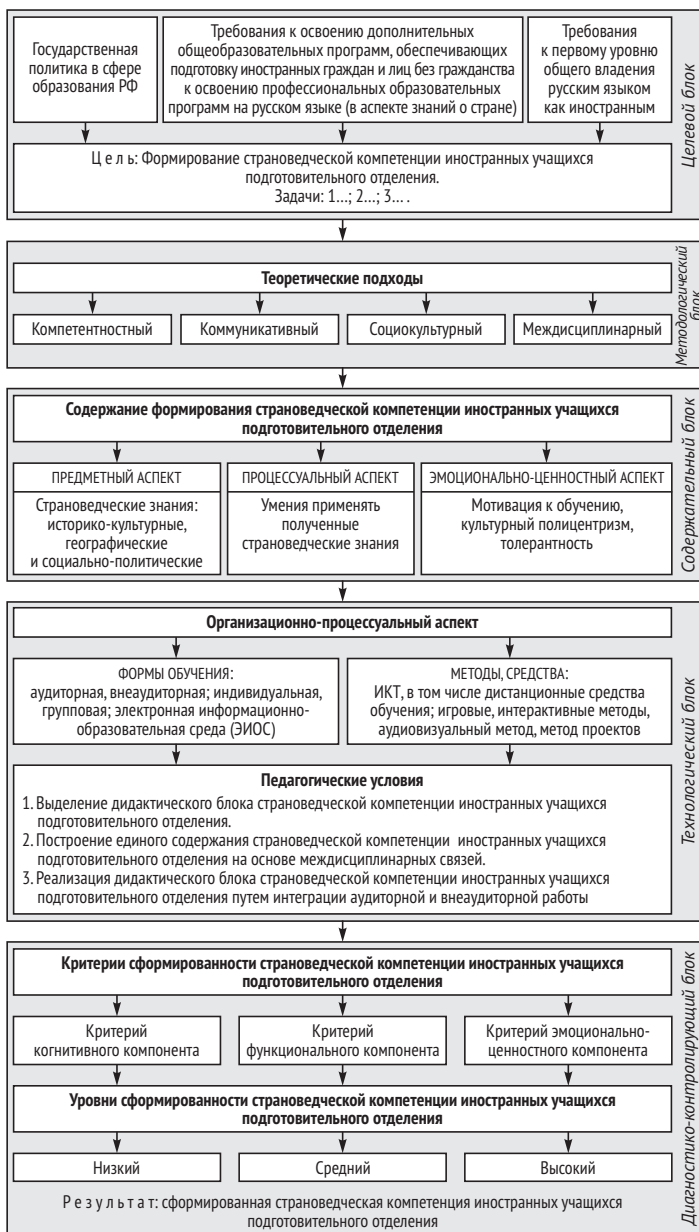 Государственная
политика в сфере
образования РФ
Требования к освоению дополнительных
общеобразовательных программ, обеспечивающих
подготовку иностранных граждан и лиц без гражданства
к освоению профессиональных образовательных
программ на русском языке (в аспекте знаний о стране)
Требования
к первому уровню
общего владения
русским языком
как иностранным
Ц е л ь: Формирование страноведческой компетенции иностранных учащихся
подготовительного отделения.
Задачи: 1...; 2...; 3... .
Целевой блок
Теоретические подходы
Компетентностный
Коммуникативный
Социокультурный
Междисциплинарный
Методологический
блок
Содержание формирования страноведческой компетенции иностранных учащихся
подготовительного отделения
ПРЕДМЕТНЫЙ АСПЕКТ
Страноведческие знания:
историко-культурные,
географические
и социально-политические
ПРОЦЕССУАЛЬНЫЙ АСПЕКТ
Умения применять
полученные
страноведческие знания
ЭМОЦИОНАЛЬНО-ЦЕННОСТНЫЙ АСПЕКТ
Мотивация к обучению,
культурный полицентризм,
толерантность
Содержательный блок
Организационно-процессуальный аспект
ФОРМЫ ОБУЧЕНИЯ:
аудиторная, внеаудиторная; индивидуальная,
групповая; электронная информационно-
образовательная среда (ЭИОС)
МЕТОДЫ, СРЕДСТВА:
ИКТ, в том числе дистанционные средства
обучения; игровые, интерактивные методы,
аудиовизуальный метод, метод проектов
Педагогические условия
1. Выделение дидактического блока страноведческой компетенции иностранных учащихся
подготовительного отделения.
2. Построение единого содержания страноведческой компетенции иностранных учащихся
подготовительного отделения на основе междисциплинарных связей.
3. Реализация дидактического блока страноведческой компетенции иностранных учащихся
подготовительного отделения путем интеграции аудиторной и внеаудиторной работы
Технологический блок
Критерии сформированности страноведческой компетенции иностранных учащихся
подготовительного отделения
Критерий
когнитивного компонента
Критерий
функционального компонента
Критерий эмоционально-
ценностного компонента
Уровни сформированности страноведческой компетенции иностранных учащихся
подготовительного отделения
Низкий
Средний
Высокий
Р е з у л ь т а т: сформированная страноведческая компетенция иностранных учащихся
подготовительного отделения
Диагностико-контролирующий блок